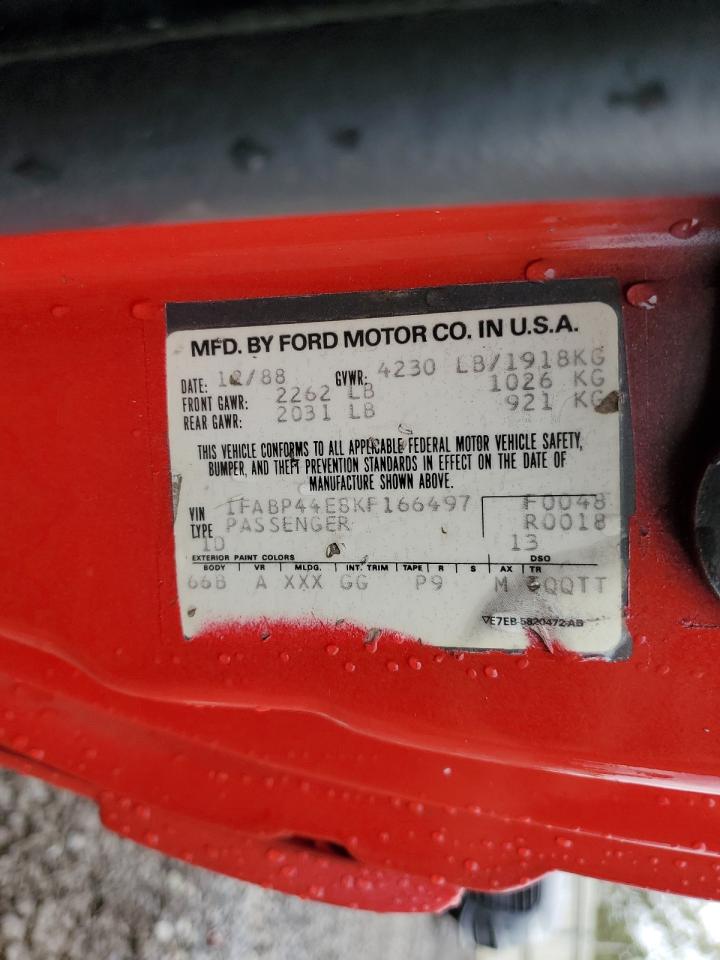 MFD. BY FORD MOTOR CO. IN U.S.A.
DATE: 12/88 GVWR: 4230 LB/1918KG
FRONT GAWR: 2262 LB 1026 KG
REAR GAWR: 2031 LB 921 KG
THIS VEHICLE CONFORMS TO ALL APPLICABLE FEDERAL MOTOR VEHICLE SAFETY,
BUMPER, AND THEFT PREVENTION STANDARDS IN EFFECT ON THE DATE OF
MANUFACTURE SHOWN ABOVE.
VIN 1FABP44E8KF166497 F0048
TYPE PASSENGER R0018
1D 13
EXTERIOR PAINT COLORS DSO
BODY VR MLDG. INT. TRIM TAPE R S AX TR
66B A XXX GG P9 M
E7EB-5820472-AB